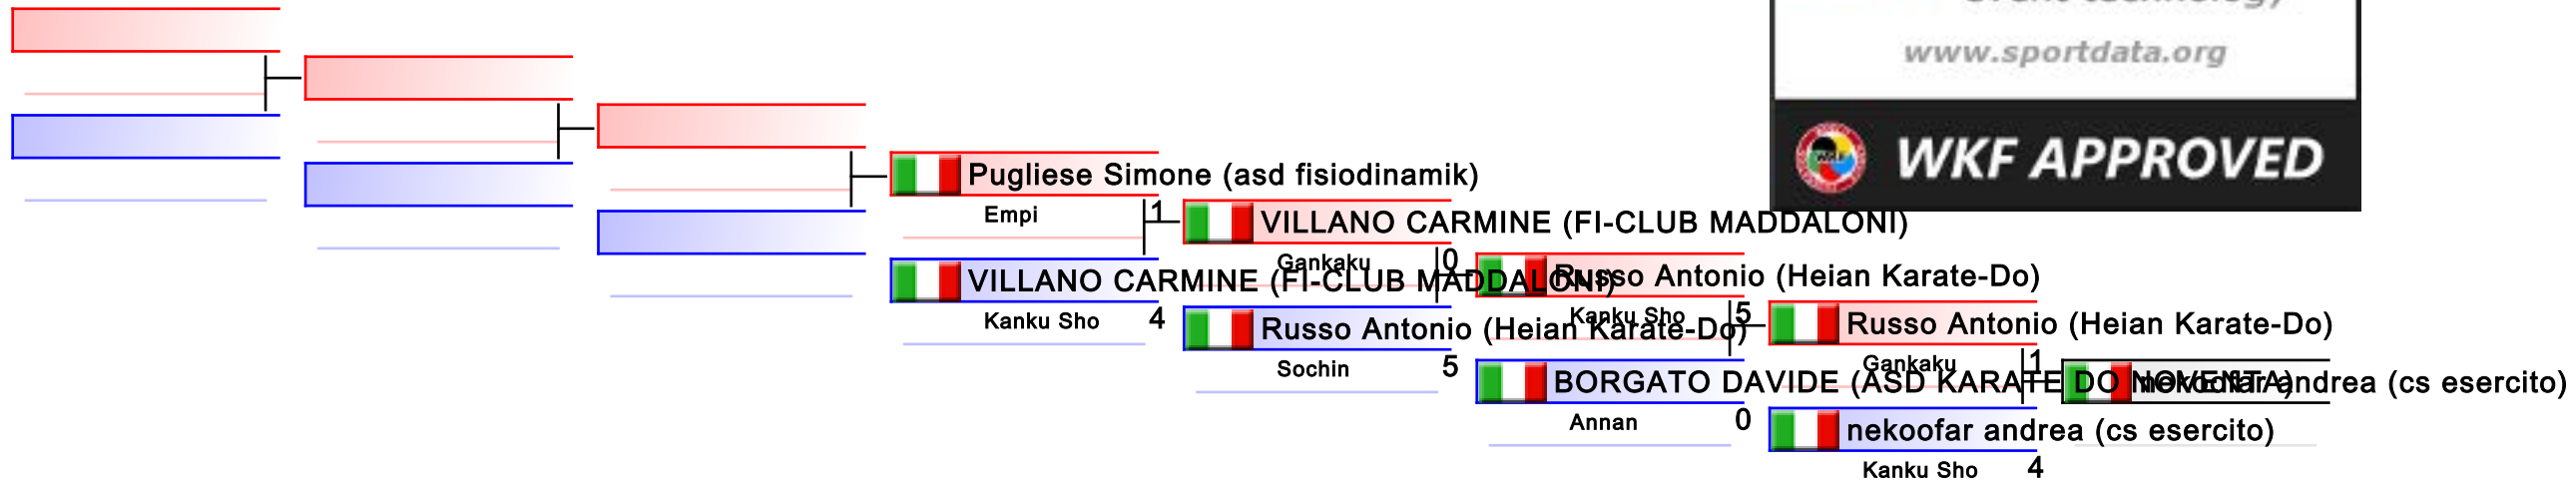 www.sportdata.org
WKF APPROVED
Pugliese Simone (asd fisiodinamik)
Empi
1
VILLANO CARMINE (FI-CLUB MADDALONI)
Gankaku
0
VILLANO CARMINE (FI-CLUB MADDALONI)
Kanku Sho
4
Russo Antonio (Heian Karate-Do)
Kanku Sho
5
Russo Antonio (Heian Karate-Do)
Sochin
5
Russo Antonio (Heian Karate-Do)
Gankaku
1
BORGATO DAVIDE (ASD KARATE DO NOVENTA)
Annan
0
nekoofar andrea (cs esercito)
nekoofar andrea (cs esercito)
Kanku Sho
4